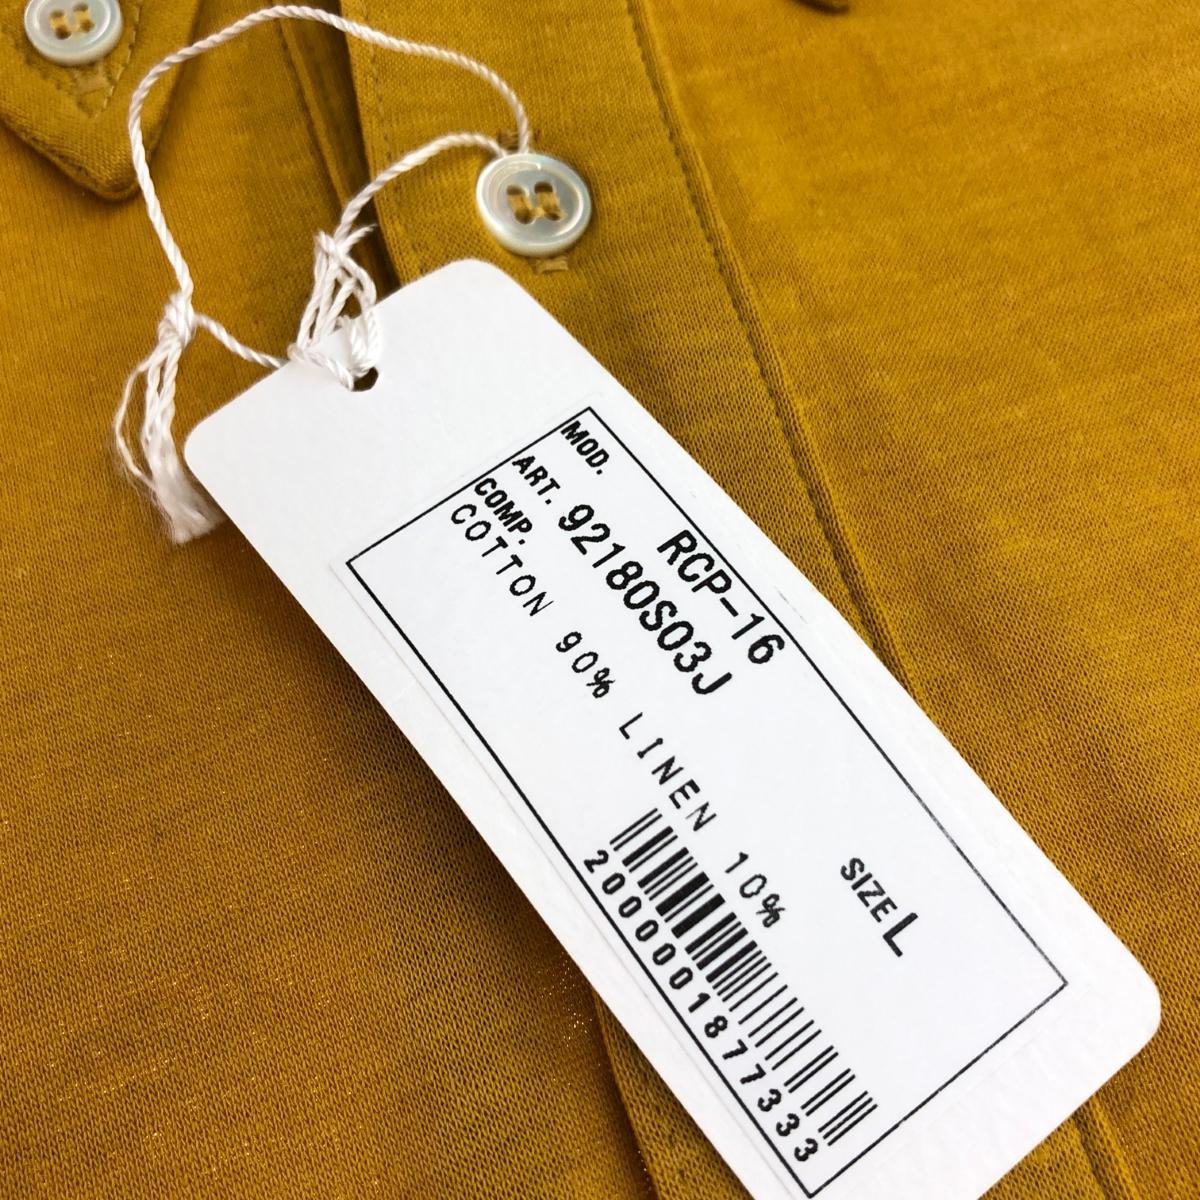 MOD. RCP-16
ART. 92180S03J
COMP.
COTTON 90% LINEN 10%
SIZE L
2000001877333